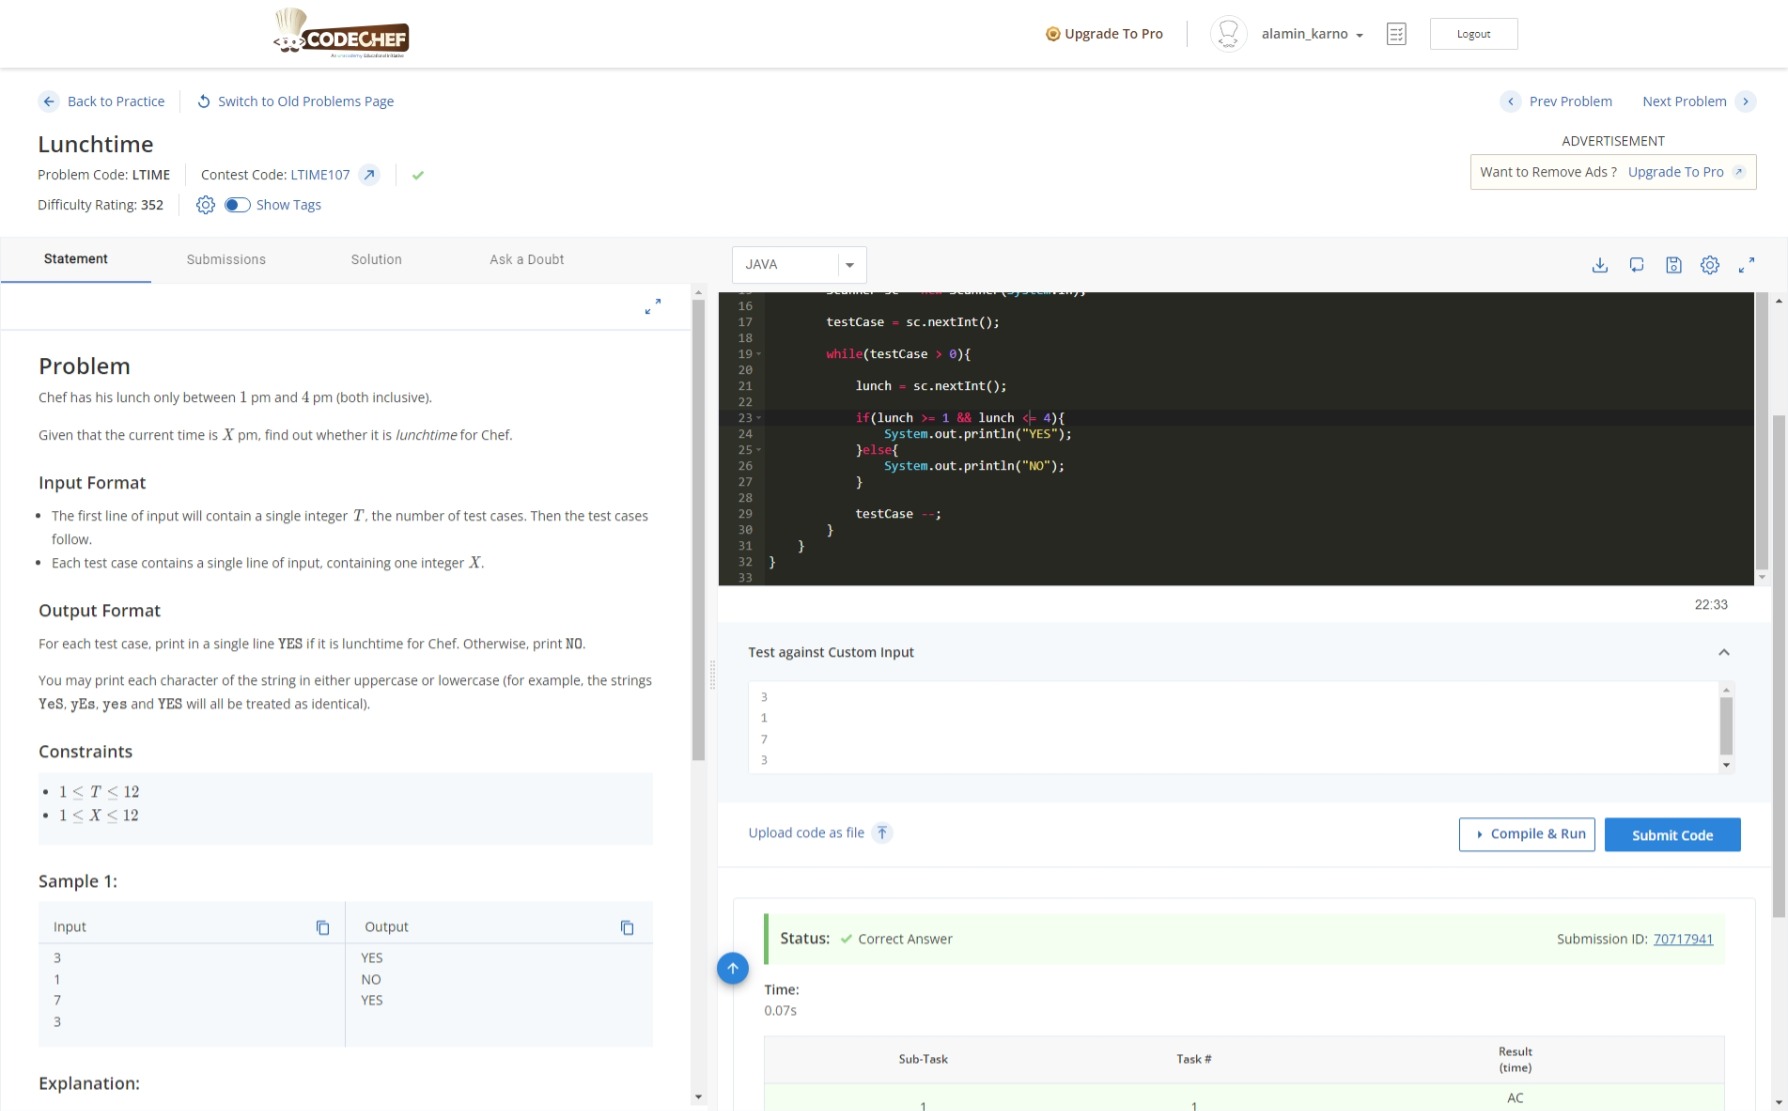 CODECHEF
An unacademy Educational Initiative
Upgrade To Pro
alamin_karno
Logout
Back to Practice
Switch to Old Problems Page
Prev Problem
Next Problem
Lunchtime
ADVERTISEMENT
Problem Code: LTIME
Contest Code: LTIME107
Want to Remove Ads ? Upgrade To Pro
Difficulty Rating: 352
Show Tags
Statement
Submissions
Solution
Ask a Doubt
Problem
Chef has his lunch only between 1 pm and 4 pm (both inclusive).
Given that the current time is X pm, find out whether it is lunchtime for Chef.
Input Format
• The first line of input will contain a single integer T, the number of test cases. Then the test cases
follow.
• Each test case contains a single line of input, containing one integer X.
Output Format
For each test case, print in a single line YES if it is lunchtime for Chef. Otherwise, print NO.
You may print each character of the string in either uppercase or lowercase (for example, the strings
YeS, yEs, yes and YES will all be treated as identical).
Constraints
• 1 ≤ T ≤ 12
• 1 ≤ X ≤ 12
Sample 1:
Input
Output
3
1
7
3
YES
NO
YES
Explanation:
JAVA
15 Scanner sc = new Scanner(System.in);
16
17 testCase = sc.nextInt();
18
19 while(testCase > 0){
20
21 lunch = sc.nextInt();
22
23 if(lunch >= 1 && lunch <= 4){
24 System.out.println("YES");
25 }else{
26 System.out.println("NO");
27 }
28
29 testCase --;
30 }
31 }
32 }
33
22:33
Test against Custom Input
3
1
7
3
Upload code as file
Compile & Run
Submit Code
Status: Correct Answer
Submission ID: 70717941
Time:
0.07s
Sub-Task
Task #
Result
(time)
1
1
AC